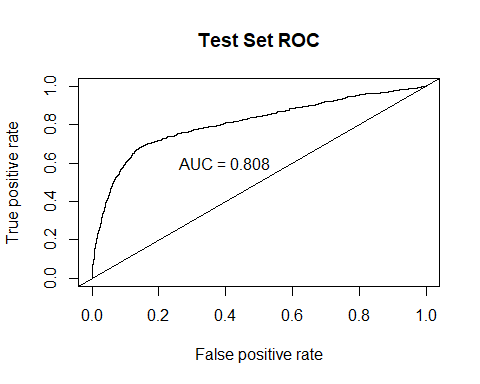 Test Set ROC
True positive rate
1.0
0.8
0.6
0.4
0.2
0.0
AUC = 0.808
0.0 0.2 0.4 0.6 0.8 1.0
False positive rate